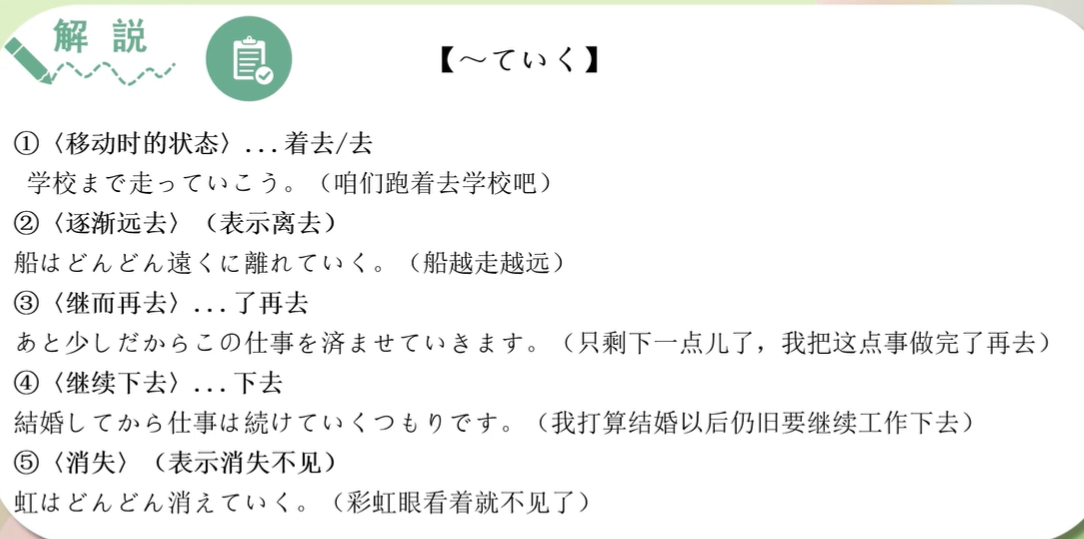 解 説
【～ていく】
①〈移动时的状态〉...着去/去
学校まで走っていこう。（咱们跑着去学校吧）
②〈逐渐远去〉（表示离去）
船はどんどん遠くに離れていく。（船越走越远）
③〈继而再去〉...了再去
あと少しだからこの仕事を済ませていきます。（只剩下一点儿了，我把这点事做完了再去）
④〈继续下去〉...下去
結婚してから仕事は続けていくつもりです。（我打算结婚以后仍旧要继续工作下去）
⑤〈消失〉（表示消失不见）
虹はどんどん消えていく。（彩虹眼看着就不见了）